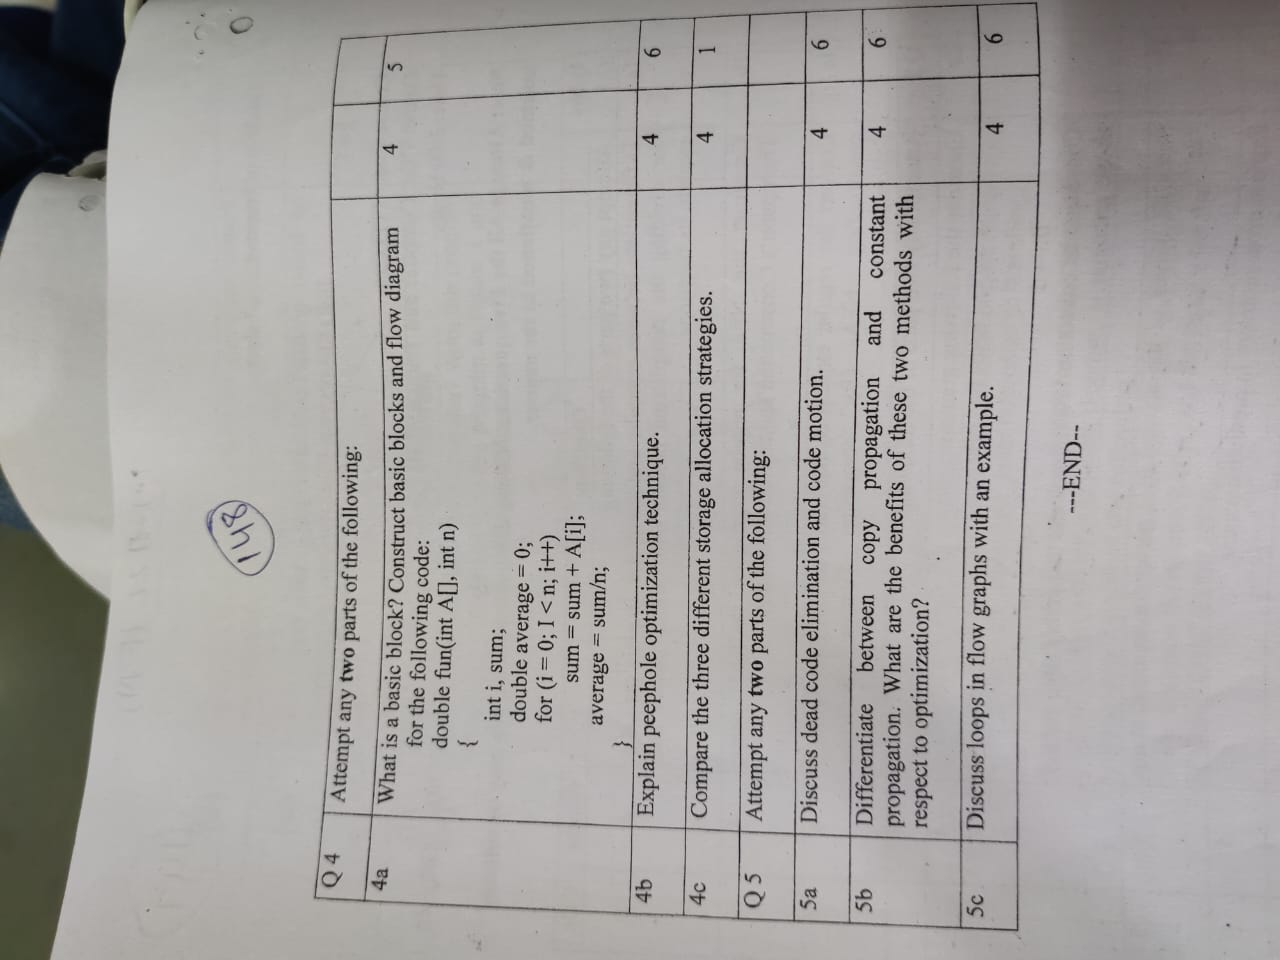 148
Q 4 Attempt any two parts of the following:
4a What is a basic block? Construct basic blocks and flow diagram 4 5
for the following code:
double fun(int A[], int n)
{
int i, sum;
double average = 0;
for (i = 0; I < n; i++)
sum = sum + A[i];
average = sum/n;
}
4b Explain peephole optimization technique. 4 6
4c Compare the three different storage allocation strategies. 4 1
Q 5 Attempt any two parts of the following:
5a Discuss dead code elimination and code motion. 4 6
5b Differentiate between copy propagation and constant 4 6
propagation. What are the benefits of these two methods with
respect to optimization?
5c Discuss loops in flow graphs with an example. 4 6
---END--